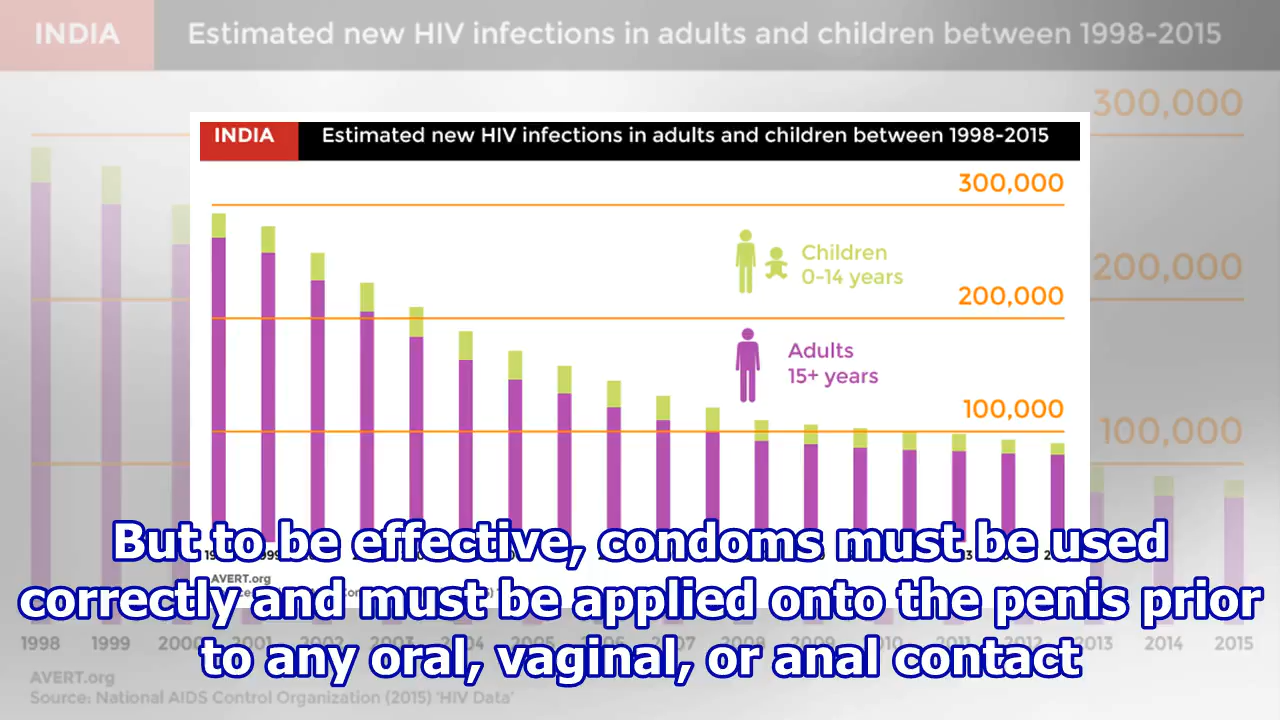 INDIA Estimated new HIV infections in adults and children between 1998-2015
300,000
INDIA Estimated new HIV infections in adults and children between 1998-2015
300,000
Children
0-14 years
200,000
200,000
Adults
15+ years
100,000
100,000
But to be effective, condoms must be used
AVERT.org
correctly and must be applied onto the penis prior
1998 1999 2001 2002 2003 2005 2006 2007 2008 2009 2011 2012 2013 2014 2015
to any oral, vaginal, or anal contact
AVERT.org
Source: National AIDS Control Organization (2015) 'HIV Data'